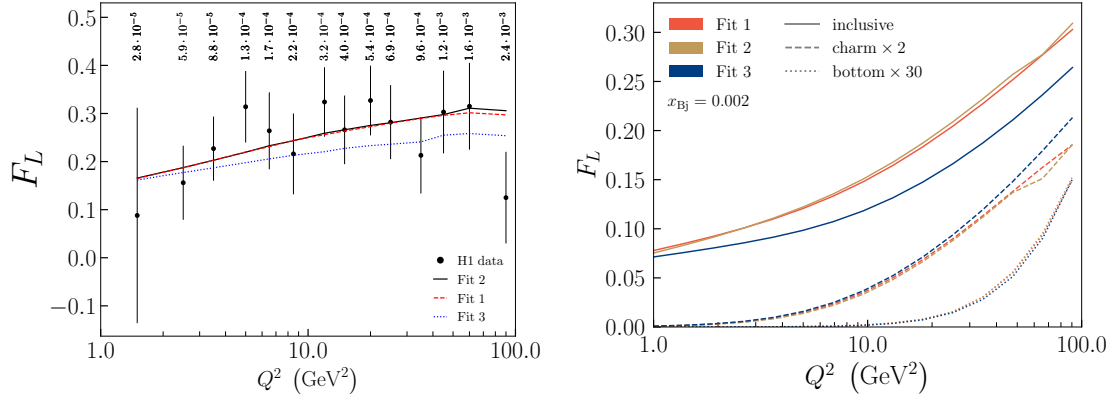 2.8 · 10⁻⁵
5.9 · 10⁻⁵
8.8 · 10⁻⁵
1.3 · 10⁻⁴
1.7 · 10⁻⁴
2.2 · 10⁻⁴
3.2 · 10⁻⁴
4.0 · 10⁻⁴
5.4 · 10⁻⁴
6.9 · 10⁻⁴
9.6 · 10⁻⁴
1.2 · 10⁻³
1.6 · 10⁻³
2.4 · 10⁻³
0.5
0.4
0.3
0.2
0.1
0.0
−0.1
F_L
H1 data
Fit 2
Fit 1
Fit 3
1.0 10.0 100.0
Q² (GeV²)
Fit 1 inclusive
Fit 2 charm × 2
Fit 3 bottom × 30
x_Bj = 0.002
0.30
0.25
0.20
0.15
0.10
0.05
0.00
F_L
1.0 10.0 100.0
Q² (GeV²)